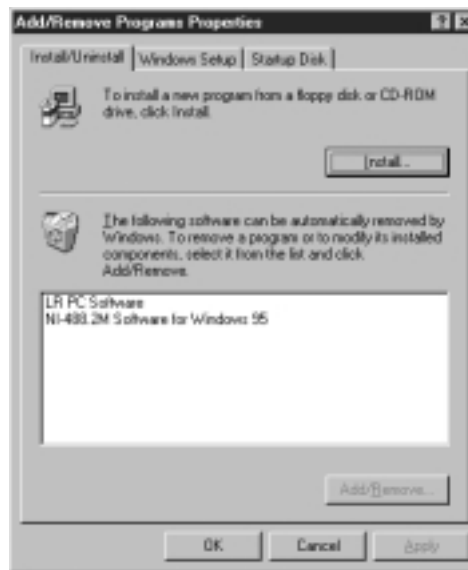 Add/Remove Programs Properties
Install/Uninstall
Windows Setup
Startup Disk
To install a new program from a floppy disk or CD-ROM
drive, click Install.
Install...
The following software can be automatically removed by
Windows. To remove a program or to modify its installed
components, select it from the list and click
Add/Remove.
LR PC Software
NI-488.2M Software for Windows 95
Add/Remove...
OK
Cancel
Apply